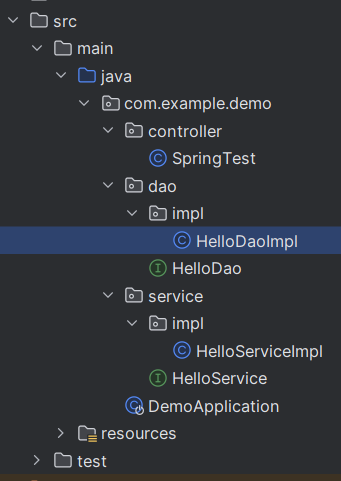 src
main
java
com.example.demo
controller
SpringTest
dao
impl
HelloDaoImpl
HelloDao
service
impl
HelloServiceImpl
HelloService
DemoApplication
resources
test